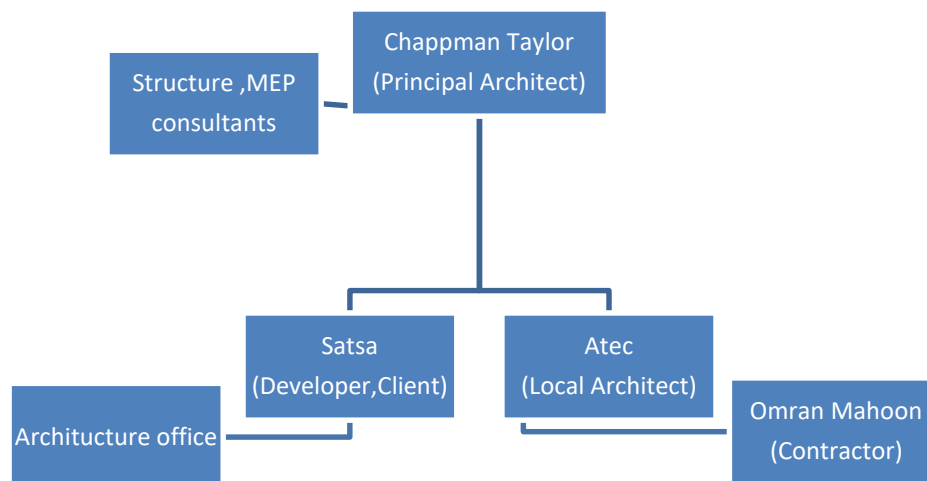 Chappman Taylor
(Principal Architect)
Structure ,MEP
consultants
Satsa
(Developer,Client)
Atec
(Local Architect)
Architucture office
Omran Mahoon
(Contractor)